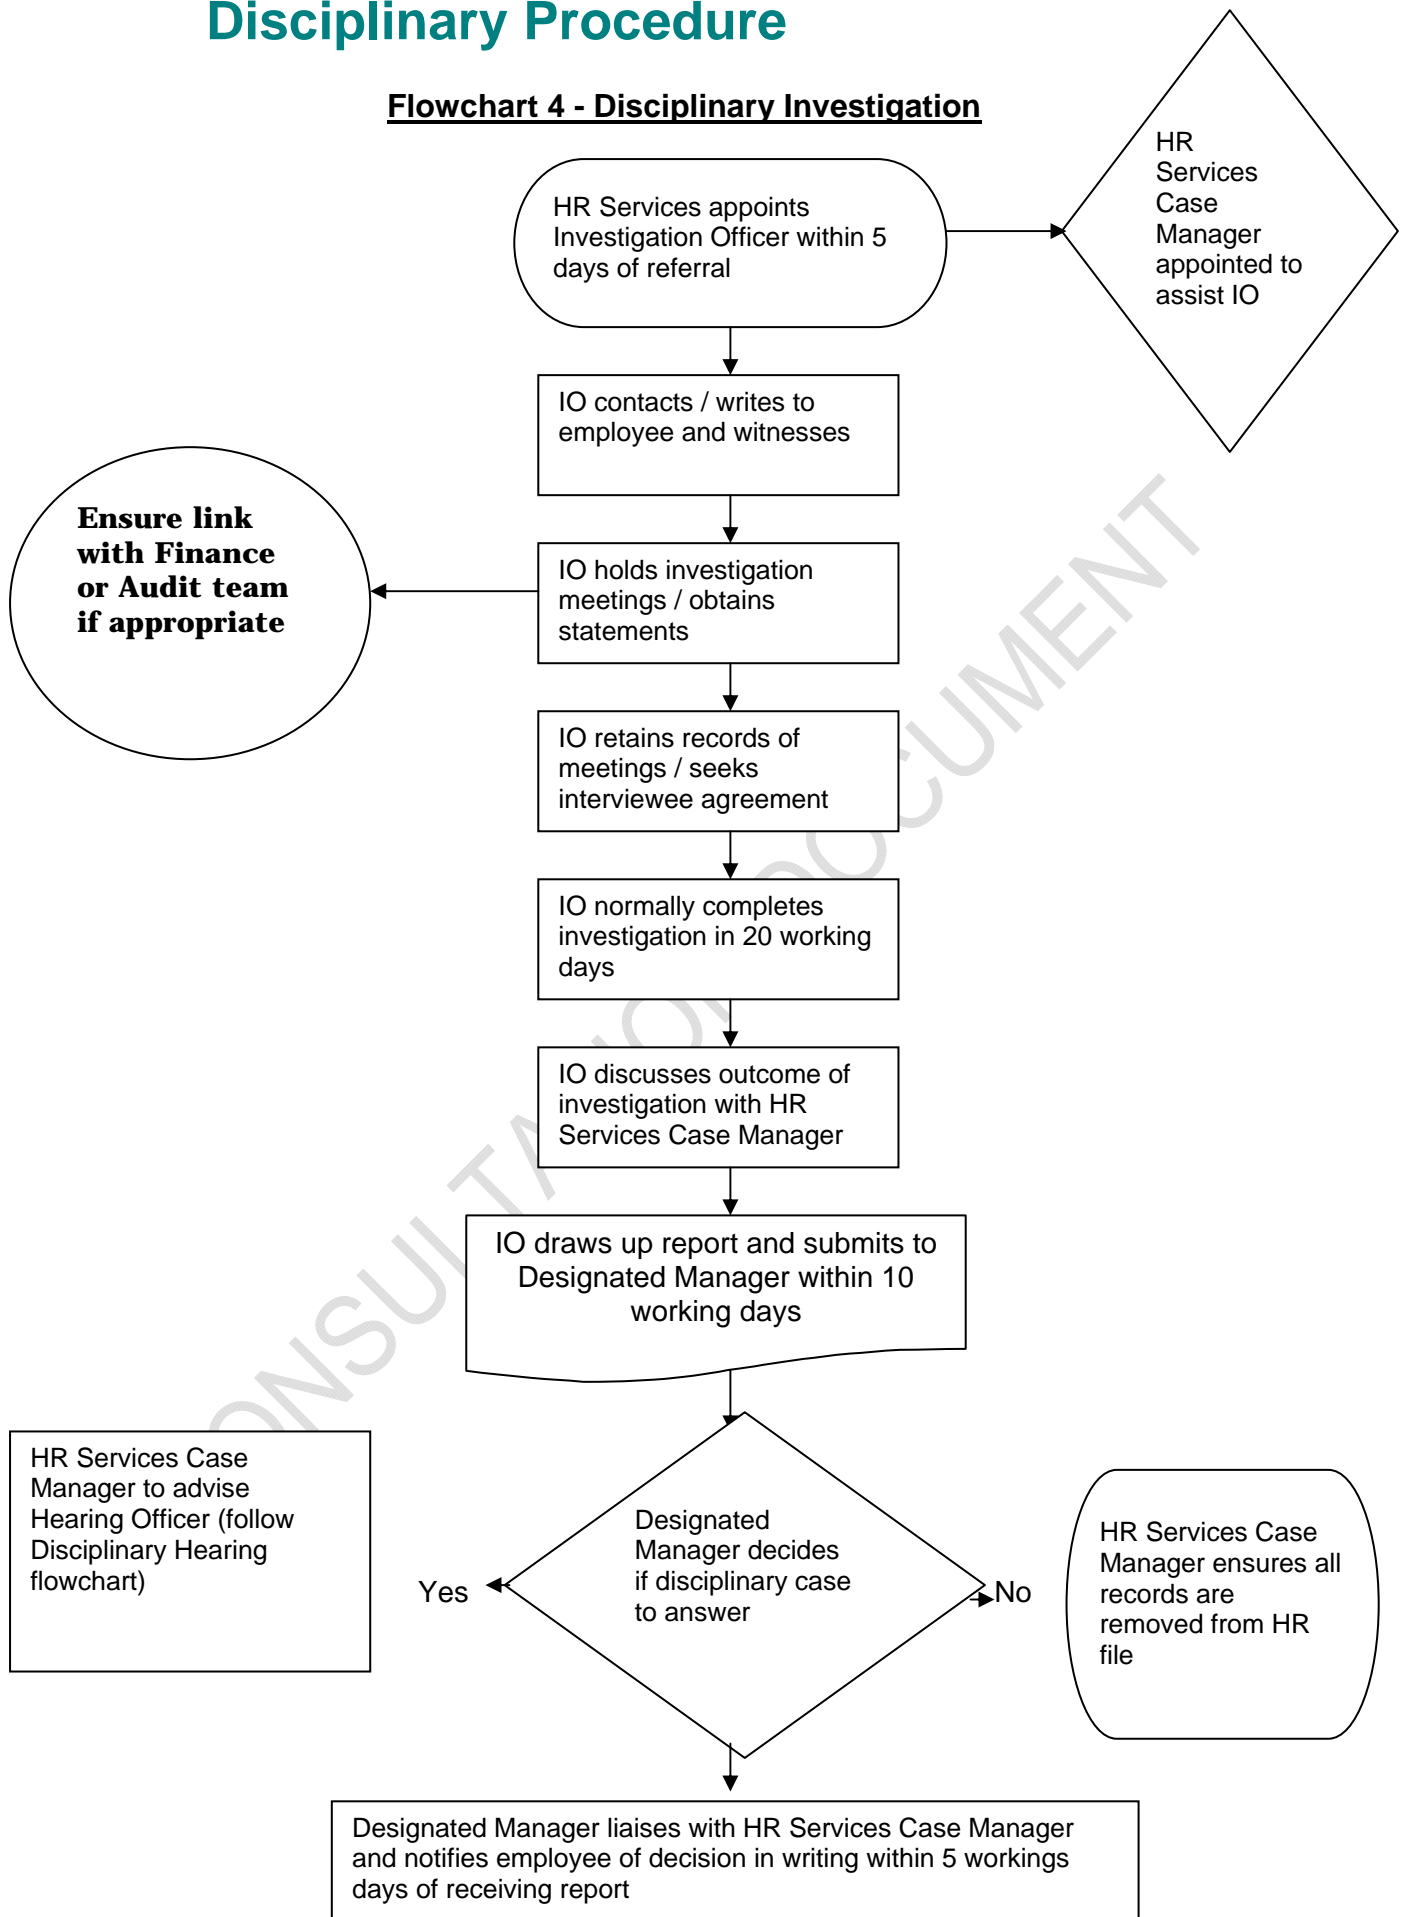 Disciplinary Procedure
Flowchart 4 - Disciplinary Investigation
HR
Services
Case
Manager
appointed to
assist IO
HR Services appoints
Investigation Officer within 5
days of referral
IO contacts / writes to
employee and witnesses
Ensure link
with Finance
or Audit team
if appropriate
IO holds investigation
meetings / obtains
statements
IO retains records of
meetings / seeks
interviewee agreement
IO normally completes
investigation in 20 working
days
IO discusses outcome of
investigation with HR
Services Case Manager
IO draws up report and submits to
Designated Manager within 10
working days
HR Services Case
Manager to advise
Hearing Officer (follow
Disciplinary Hearing
flowchart)
Yes
Designated
Manager decides
if disciplinary case
to answer
No
HR Services Case
Manager ensures all
records are
removed from HR
file
Designated Manager liaises with HR Services Case Manager
and notifies employee of decision in writing within 5 workings
days of receiving report